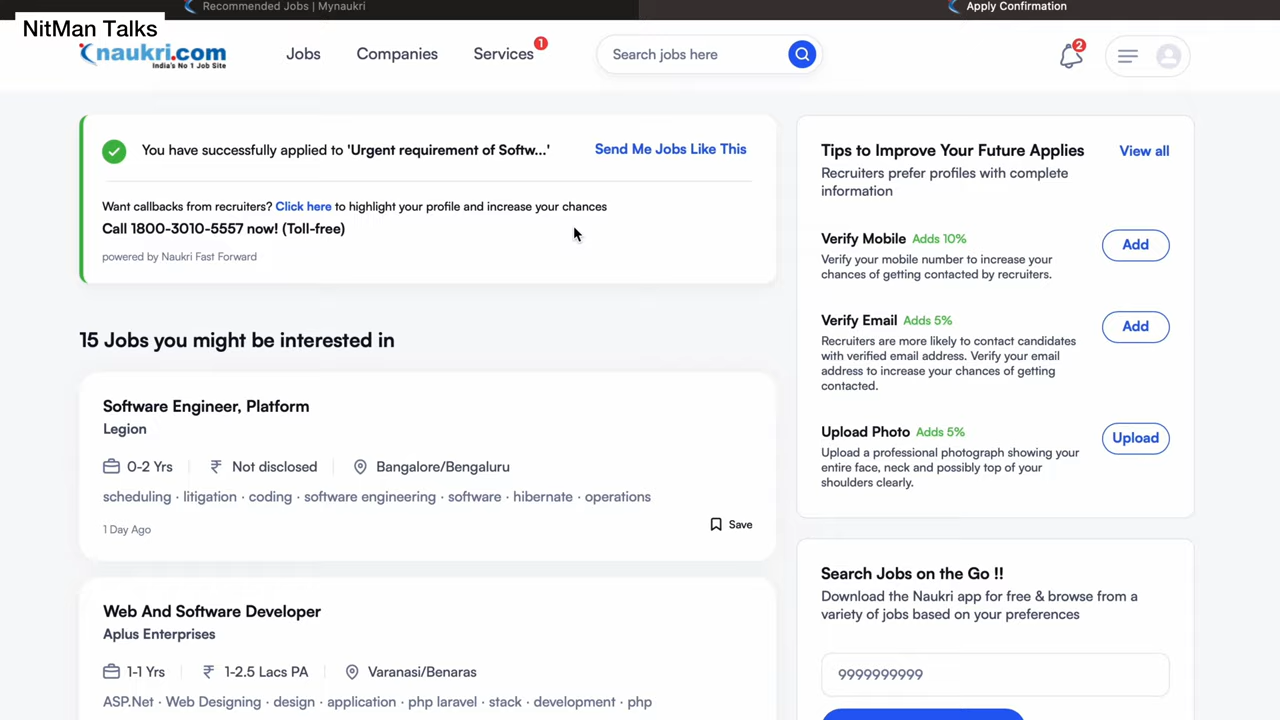 Recommended Jobs | Mynaukri
Apply Confirmation
NitMan Talks
naukri.com
India's No 1 Job Site
Jobs
Companies
Services
1
Search jobs here
2
You have successfully applied to 'Urgent requirement of Softw...'
Send Me Jobs Like This
Want callbacks from recruiters? Click here to highlight your profile and increase your chances
Call 1800-3010-5557 now! (Toll-free)
powered by Naukri Fast Forward
15 Jobs you might be interested in
Software Engineer, Platform
Legion
0-2 Yrs
₹ Not disclosed
Bangalore/Bengaluru
scheduling · litigation · coding · software engineering · software · hibernate · operations
1 Day Ago
Save
Web And Software Developer
Aplus Enterprises
1-1 Yrs
₹ 1-2.5 Lacs PA
Varanasi/Benaras
ASP.Net · Web Designing · design · application · php laravel · stack · development · php
Tips to Improve Your Future Applies
View all
Recruiters prefer profiles with complete
information
Verify Mobile Adds 10%
Add
Verify your mobile number to increase your
chances of getting contacted by recruiters.
Verify Email Adds 5%
Add
Recruiters are more likely to contact candidates
with verified email address. Verify your email
address to increase your chances of getting
contacted.
Upload Photo Adds 5%
Upload
Upload a professional photograph showing your
entire face, neck and possibly top of your
shoulders clearly.
Search Jobs on the Go !!
Download the Naukri app for free & browse from a
variety of jobs based on your preferences
9999999999